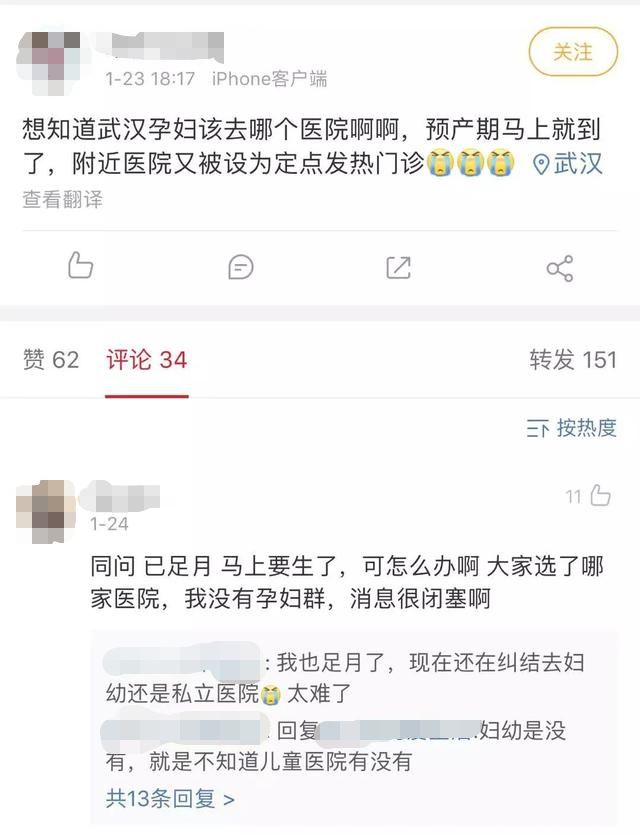 关注
1-23 18:17 iPhone客户端
想知道武汉孕妇该去哪个医院啊啊，预产期马上就到
了，附近医院又被设为定点发热门诊😭😭😭 武汉
查看翻译
赞 62 评论 34 转发 151
按热度
11
1-24
同问 已足月 马上要生了，可怎么办啊 大家选了哪
家医院，我没有孕妇群，消息很闭塞啊
: 我也足月了，现在还在纠结去妇
幼还是私立医院😭 太难了
: 回复 :妇幼是没
有，就是不知道儿童医院有没有
共13条回复 >